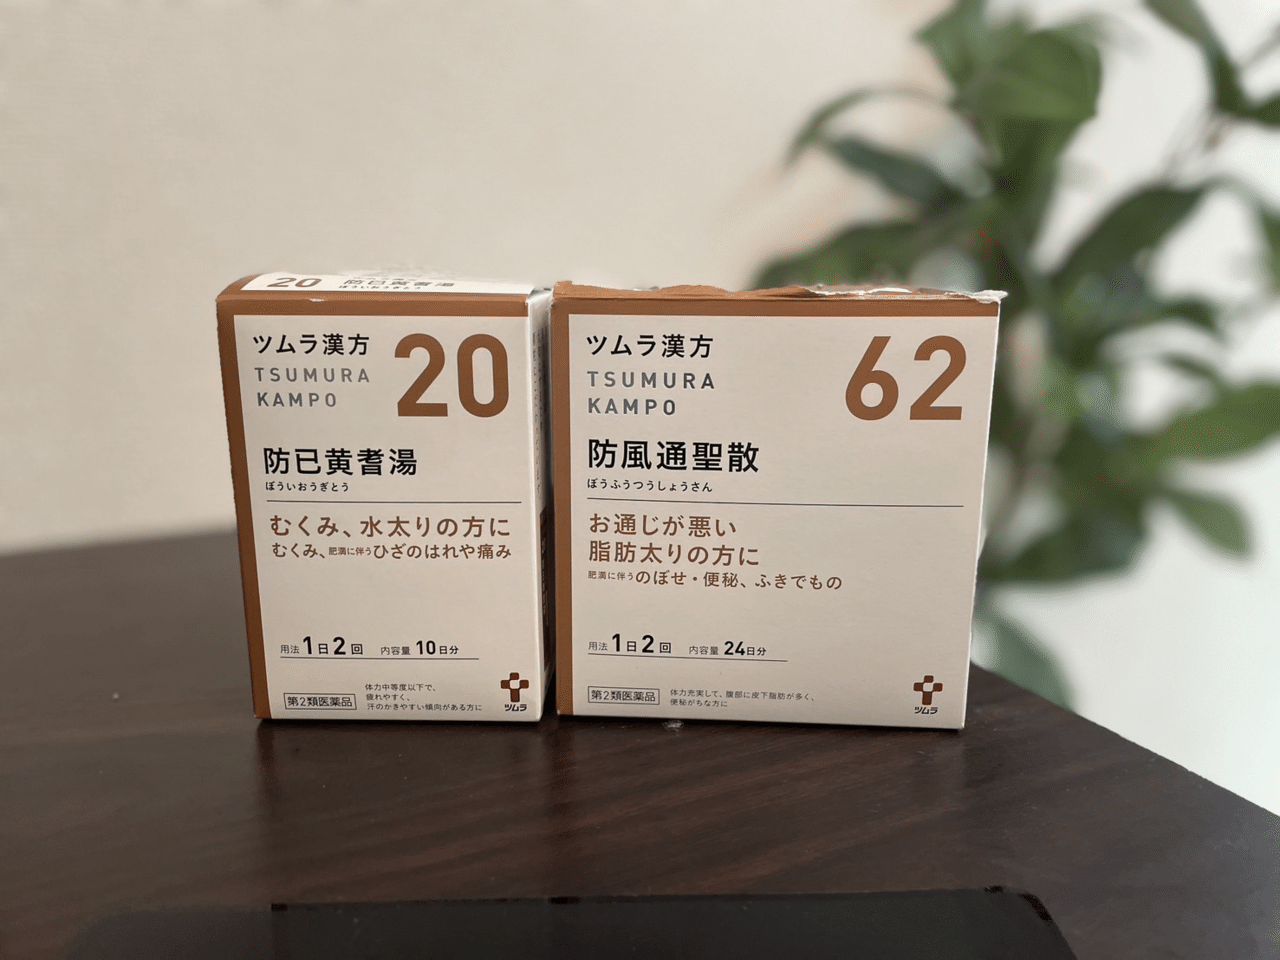 20 防已黄耆湯
ぼういおうぎとう
ツムラ漢方
TSUMURA
KAMPO
20
防已黄耆湯
ぼういおうぎとう
むくみ、水太りの方に
むくみ、肥満に伴うひざのはれや痛み
用法1日2回 内容量 10日分
第2類医薬品
体力中等度以下で、
疲れやすく、
汗のかきやすい傾向がある方に
ツムラ
ツムラ漢方
TSUMURA
KAMPO
62
防風通聖散
ぼうふうつうしょうさん
お通じが悪い
脂肪太りの方に
肥満に伴うのぼせ・便秘、ふきでもの
用法1日2回 内容量 24日分
第2類医薬品
体力充実して、腹部に皮下脂肪が多く、
便秘がちな方に
ツムラ